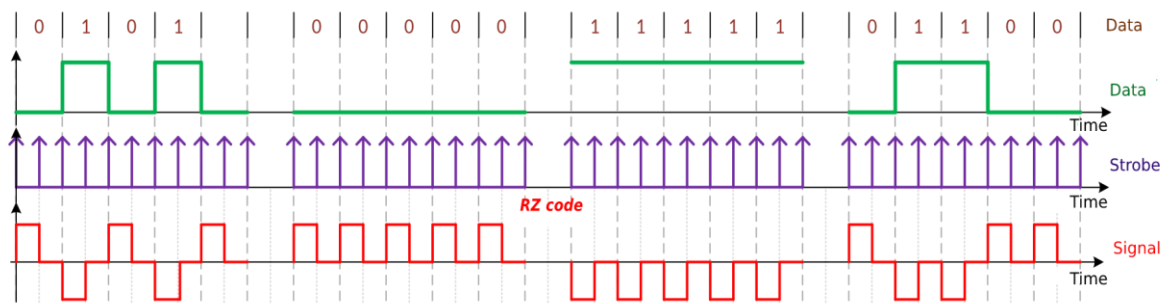 0 1 0 1 0 0 0 0 0 1 1 1 1 1 0 1 1 0 0 Data
Data
Time
Strobe
Time
RZ code
Signal
Time